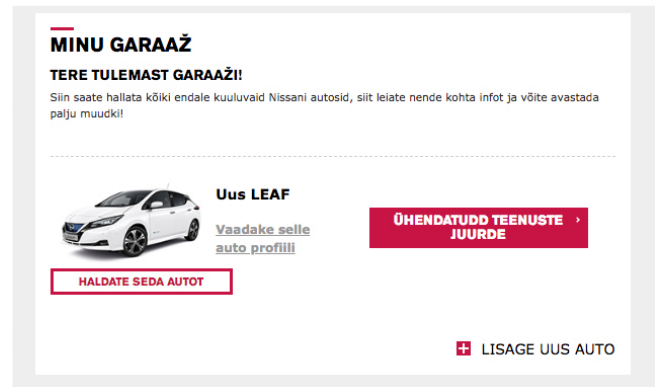 MINU GARAAŽ
TERE TULEMAST GARAAŽI!
Siin saate hallata kõiki endale kuuluvaid Nissani autosid, siit leiate nende kohta infot ja võite avastada
palju muudki!
Uus LEAF
Vaadake selle
auto profiili
ÜHENDATUDD TEENUSTE ›
JUURDE
HALDATE SEDA AUTOT
LISAGE UUS AUTO